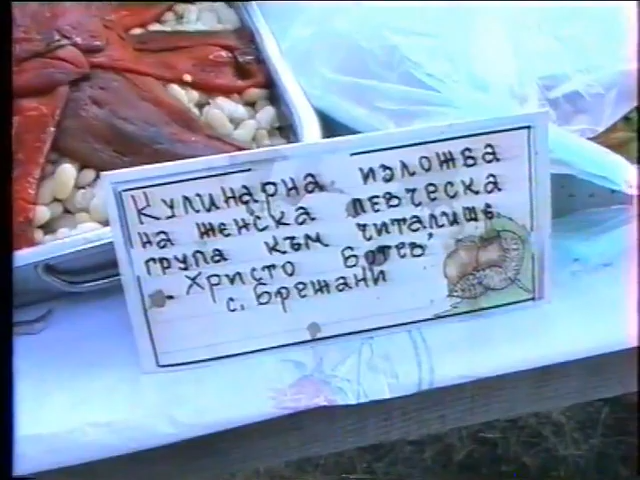 Кулинарна изложба
на женска певческа
група към читалище
"Христо Ботев"
с. Брежани